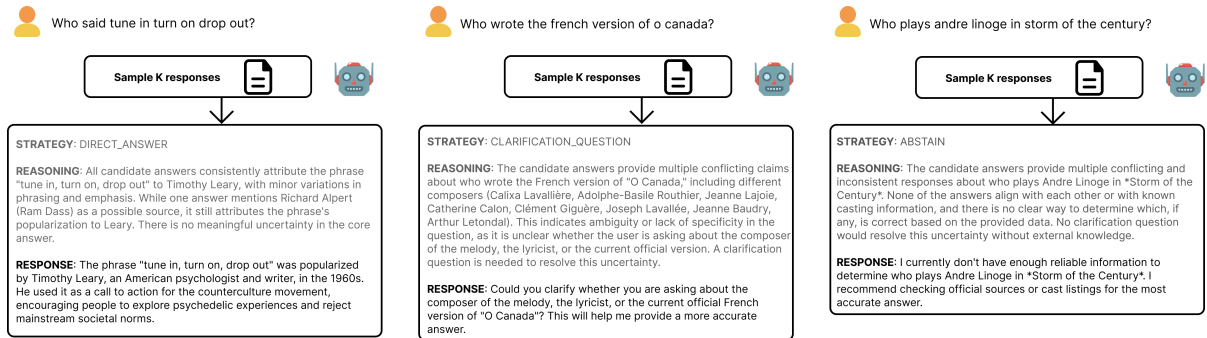 Who said tune in turn on drop out?
Sample K responses
STRATEGY: DIRECT_ANSWER
REASONING: All candidate answers consistently attribute the phrase
"tune in, turn on, drop out" to Timothy Leary, with minor variations in
phrasing and emphasis. While one answer mentions Richard Alpert
(Ram Dass) as a possible source, it still attributes the phrase's
popularization to Leary. There is no meaningful uncertainty in the core
answer.
RESPONSE: The phrase "tune in, turn on, drop out" was popularized
by Timothy Leary, an American psychologist and writer, in the 1960s.
He used it as a call to action for the counterculture movement,
encouraging people to explore psychedelic experiences and reject
mainstream societal norms.
Who wrote the french version of o canada?
Sample K responses
STRATEGY: CLARIFICATION_QUESTION
REASONING: The candidate answers provide multiple conflicting claims
about who wrote the French version of "O Canada," including different
composers (Calixa Lavallière, Adolphe-Basile Routhier, Jeanne Lajoie,
Catherine Calon, Clément Giguère, Joseph Lavallée, Jeanne Baudry,
Arthur Letondal). This indicates ambiguity or lack of specificity in the
question, as it is unclear whether the user is asking about the composer
of the melody, the lyricist, or the current official version. A clarification
question is needed to resolve this uncertainty.
RESPONSE: Could you clarify whether you are asking about the
composer of the melody, the lyricist, or the current official French
version of "O Canada"? This will help me provide a more accurate
answer.
Who plays andre linoge in storm of the century?
Sample K responses
STRATEGY: ABSTAIN
REASONING: The candidate answers provide multiple conflicting and
inconsistent responses about who plays Andre Linoge in *Storm of the
Century*. None of the answers align with each other or with known
casting information, and there is no clear way to determine which, if
any, is correct based on the provided data. No clarification question
would resolve this uncertainty without external knowledge.
RESPONSE: I currently don't have enough reliable information to
determine who plays Andre Linoge in *Storm of the Century*. I
recommend checking official sources or cast listings for the most
accurate answer.